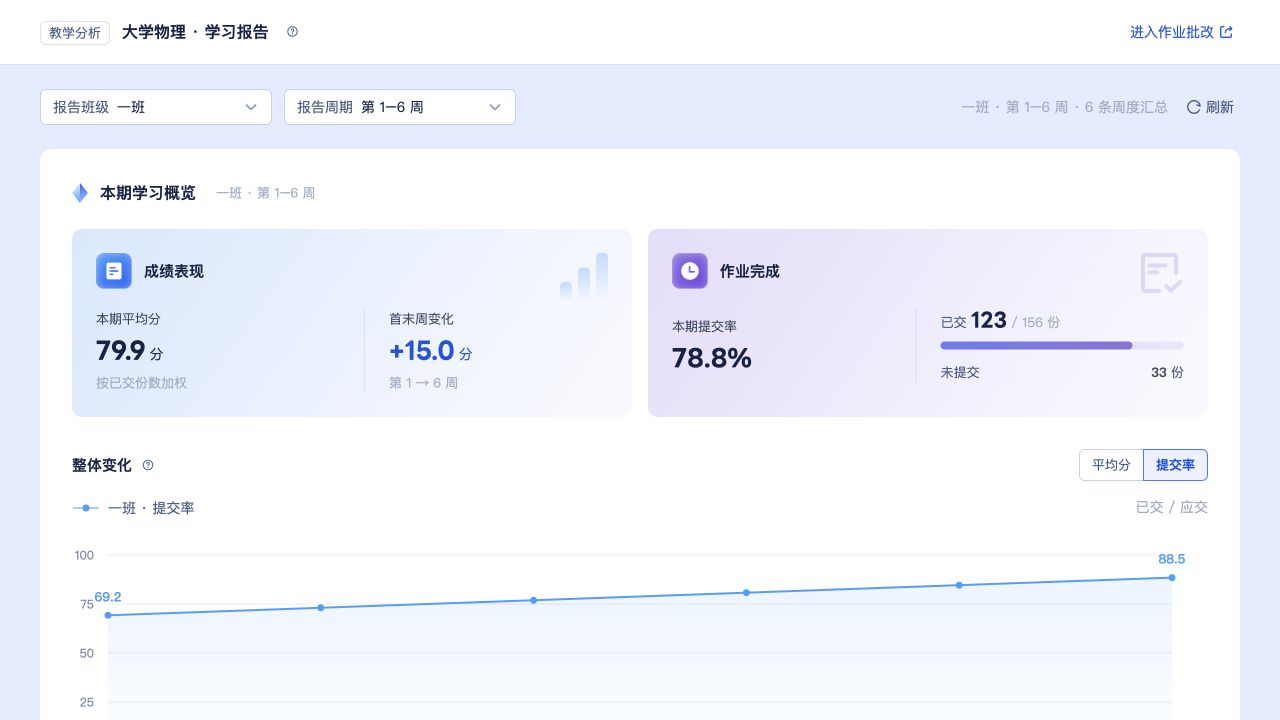 教学分析 大学物理 · 学习报告 进入作业批改
报告班级 一班 报告周期 第 1—6 周 一班 · 第 1—6 周 · 6 条周度汇总 刷新
本期学习概览 一班 · 第 1—6 周
成绩表现
本期平均分
79.9 分
按已交份数加权
首末周变化
+15.0 分
第 1 → 6 周
作业完成
本期提交率
78.8%
已交 123 / 156 份
未提交 33 份
整体变化 平均分 提交率
一班 · 提交率 已交 / 应交
100
88.5
69.2
75
50
25